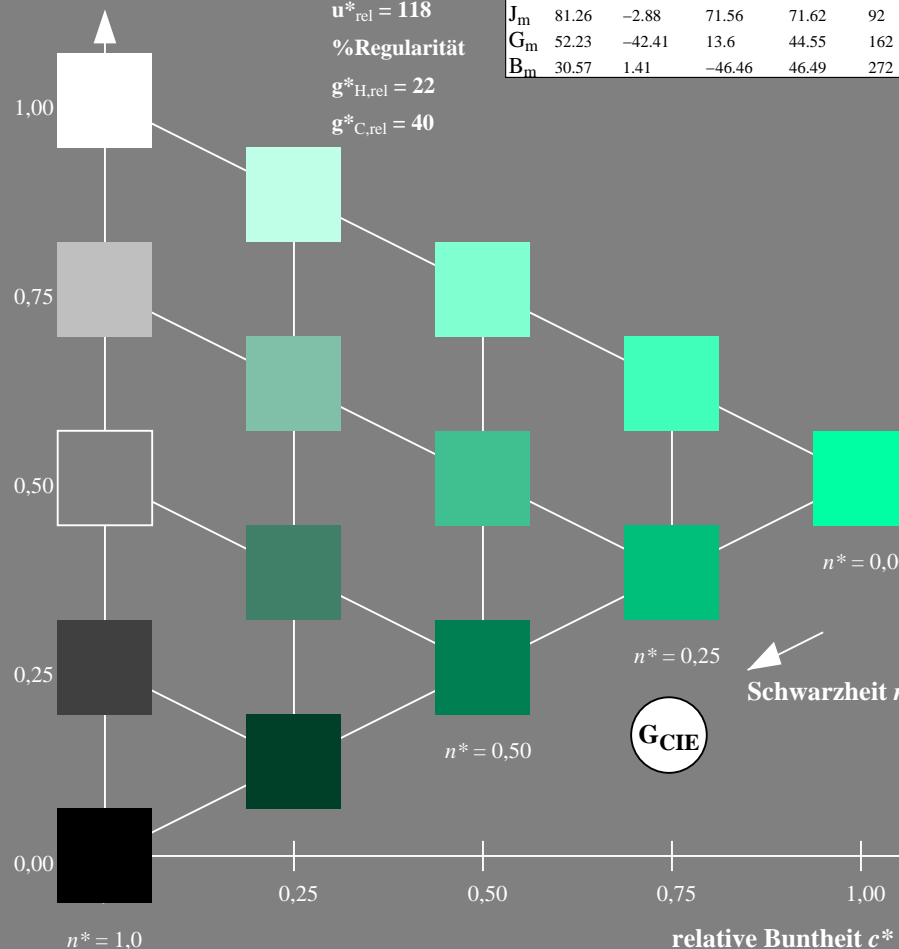 u*rel = 118
%Regularität
g*H,rel = 22
g*C,rel = 40
Jm 81.26 −2.88 71.56 71.62 92
Gm 52.23 −42.41 13.6 44.55 162
Bm 30.57 1.41 −46.46 46.49 272
1,00
0,75
0,50
n* = 0,0
n* = 0,25
0,25
Schwarzheit n
GCIE
n* = 0,50
0,00
0,25 0,50 0,75 1,00
n* = 1,0
relative Buntheit c*